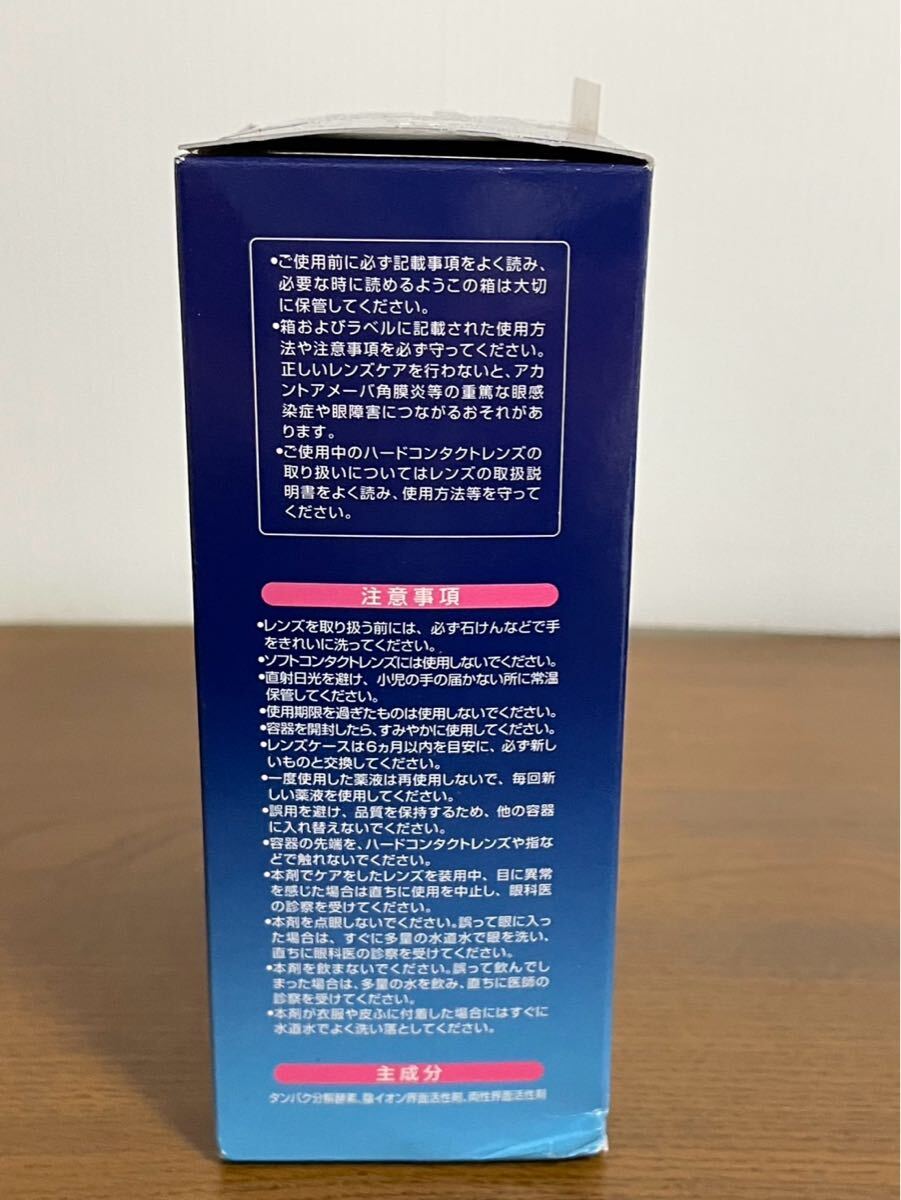 •ご使用前に必ず記載事項をよく読み、
必要な時に読めるようこの箱は大切
に保管してください。
•箱およびラベルに記載された使用方
法や注意事項を必ず守ってください。
正しいレンズケアを行わないと、アカ
ントアメーバ角膜炎等の重篤な眼感
染症や眼障害につながるおそれがあ
ります。
•ご使用中のハードコンタクトレンズの
取り扱いについてはレンズの取扱説
明書をよく読み、使用方法等を守って
ください。
注意事項
•レンズを取り扱う前には、必ず石けんなどで手
をきれいに洗ってください。
•ソフトコンタクトレンズには使用しないでください。
•直射日光を避け、小児の手の届かない所に常温
保管してください。
•使用期限を過ぎたものは使用しないでください。
•容器を開封したら、すみやかに使用してください。
•レンズケースは6ヵ月以内を目安に、必ず新し
いものと交換してください。
•一度使用した薬液は再使用しないで、毎回新
しい薬液を使用してください。
•誤用を避け、品質を保持するため、他の容器
に入れ替えないでください。
•容器の先端を、ハードコンタクトレンズや指な
どで触れないでください。
•本剤でケアをしたレンズを装用中、目に異常
を感じた場合は直ちに使用を中止し、眼科医
の診察を受けてください。
•本剤を点眼しないでください。誤って眼に入っ
た場合は、すぐに多量の水道水で眼を洗い、
直ちに眼科医の診察を受けてください。
•本剤を飲まないでください。誤って飲んでし
まった場合は、多量の水を飲み、直ちに医師の
診察を受けてください。
•本剤が衣服や皮ふに付着した場合にはすぐに
水道水でよく洗い落としてください。
主成分
タンパク分解酵素、陰イオン界面活性剤、両性界面活性剤